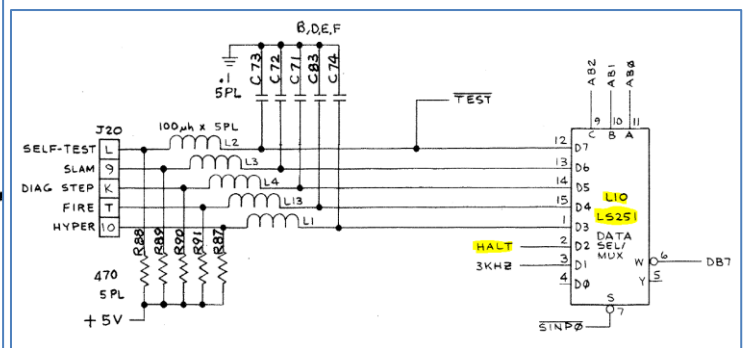 B,D,E,F
.1
5PL
C73
C72
C71
C83
C74
AB2
AB1
ABØ
TEST
9
10
11
C
B
A
J20
100µh x 5PL
SELF-TEST L
L2
12 D7
SLAM 9
L3
13 D6
DIAG STEP K
L4
14 D5
FIRE T
L13
15 D4
HYPER 10
L1
1 D3
L10
LS251
DATA
SEL/
MUX
HALT 2 D2
3KHZ 3 D1
4 DØ
W 6 DB7
Y 5
S
7
SINPØ
R88
R89
R90
R91
R87
470
5PL
+5V